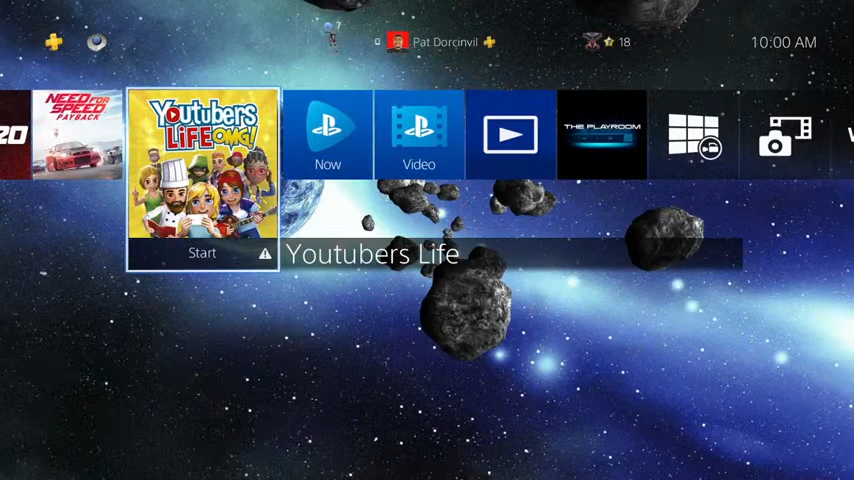 7
Pat Dorcinvil
18
10:00 AM
20
NEED FOR
SPEED
PAYBACK
Youtubers
LIFE OMG!
Now
Video
THE PLAYROOM
Start
Youtubers Life